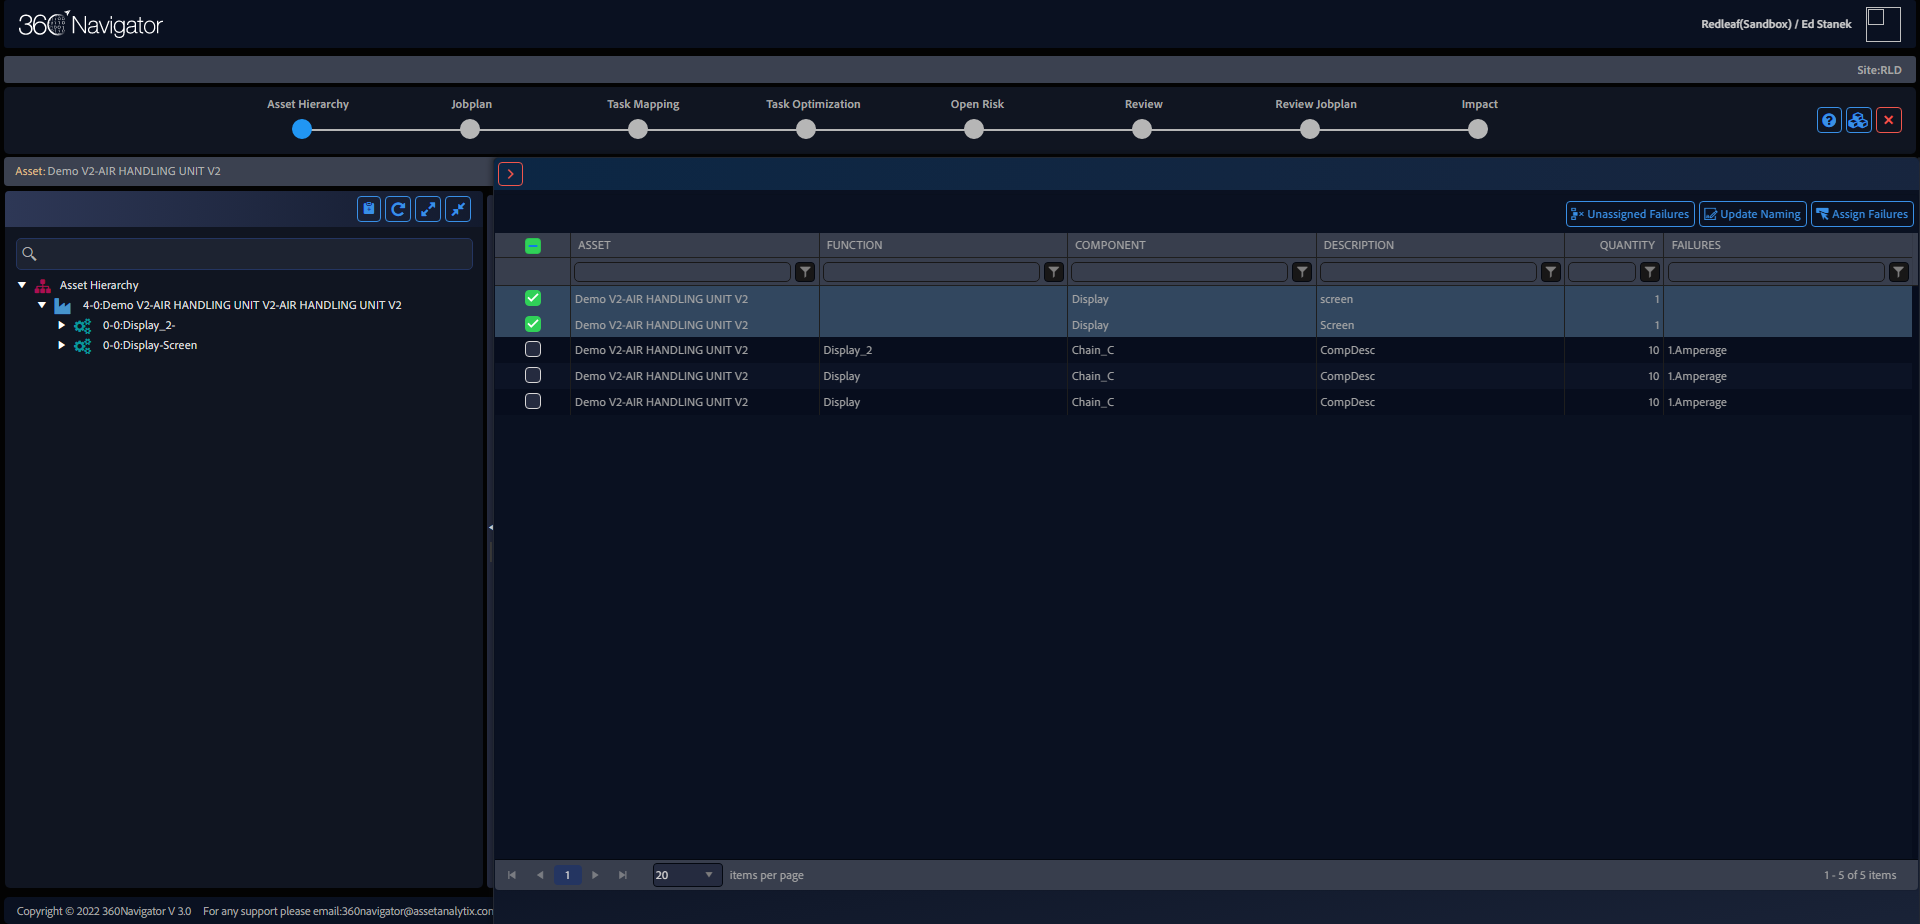 360 Navigator
Redleaf(Sandbox) / Ed Stanek
Site:RLD
Asset Hierarchy Jobplan Task Mapping Task Optimization Open Risk Review Review Jobplan Impact
Asset: Demo V2-AIR HANDLING UNIT V2
Unassigned Failures Update Naming Assign Failures
ASSET FUNCTION COMPONENT DESCRIPTION QUANTITY FAILURES
Asset Hierarchy
4-0:Demo V2-AIR HANDLING UNIT V2-AIR HANDLING UNIT V2
0-0:Display_2-
0-0:Display-Screen
Demo V2-AIR HANDLING UNIT V2 Display screen 1
Demo V2-AIR HANDLING UNIT V2 Display Screen 1
Demo V2-AIR HANDLING UNIT V2 Display_2 Chain_C CompDesc 10 1.Amperage
Demo V2-AIR HANDLING UNIT V2 Display Chain_C CompDesc 10 1.Amperage
Demo V2-AIR HANDLING UNIT V2 Display Chain_C CompDesc 10 1.Amperage
1 20 items per page 1 - 5 of 5 items
Copyright © 2022 360Navigator V 3.0 For any support please email:360navigator@assetanalytix.com